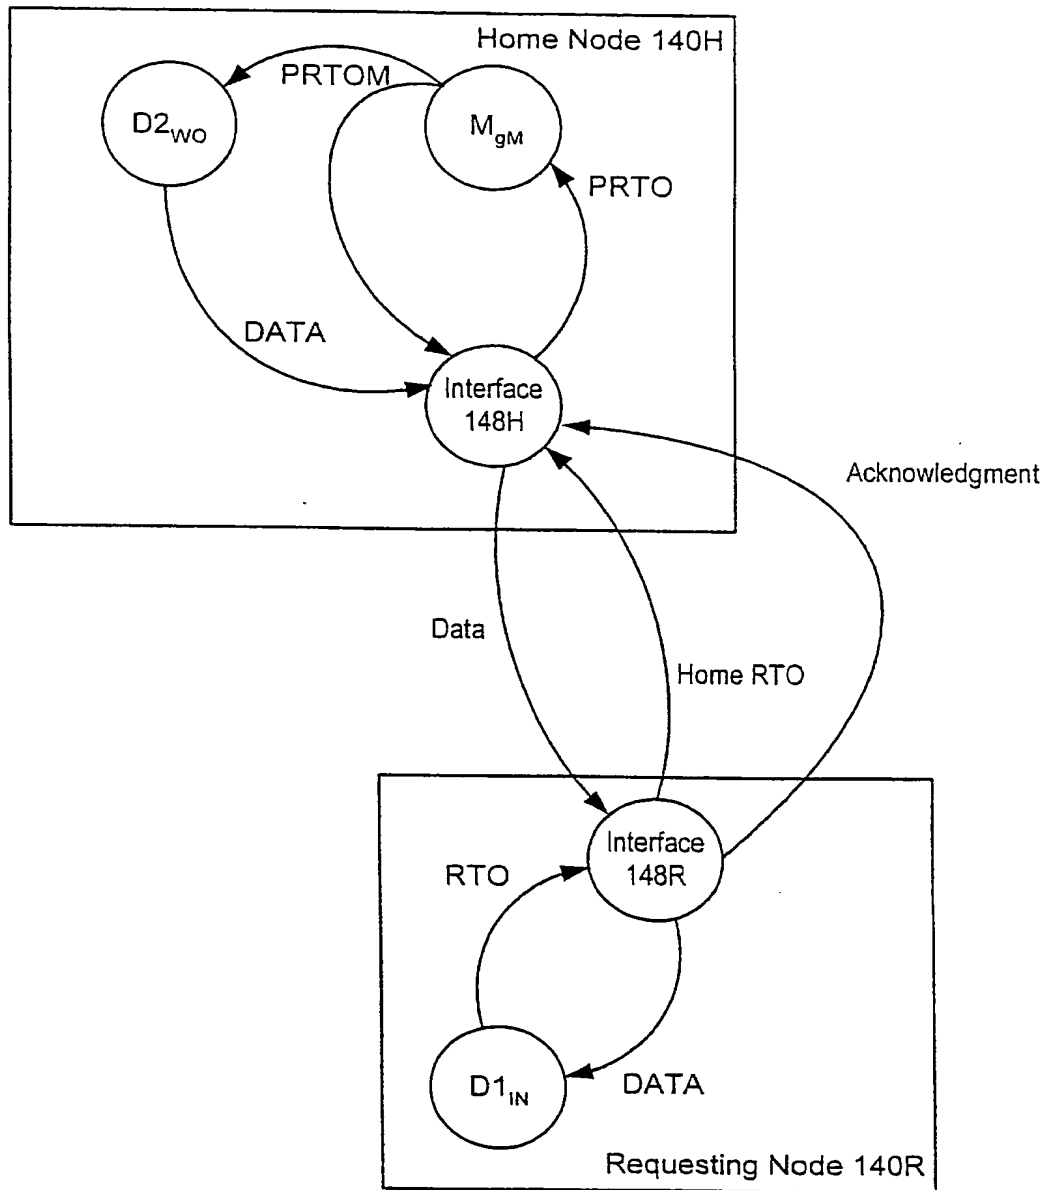 Home Node 140H
PRTOM
D2WO
MgM
PRTO
DATA
Interface
148H
Acknowledgment
Data
Home RTO
Interface
148R
RTO
D1IN
DATA
Requesting Node 140R